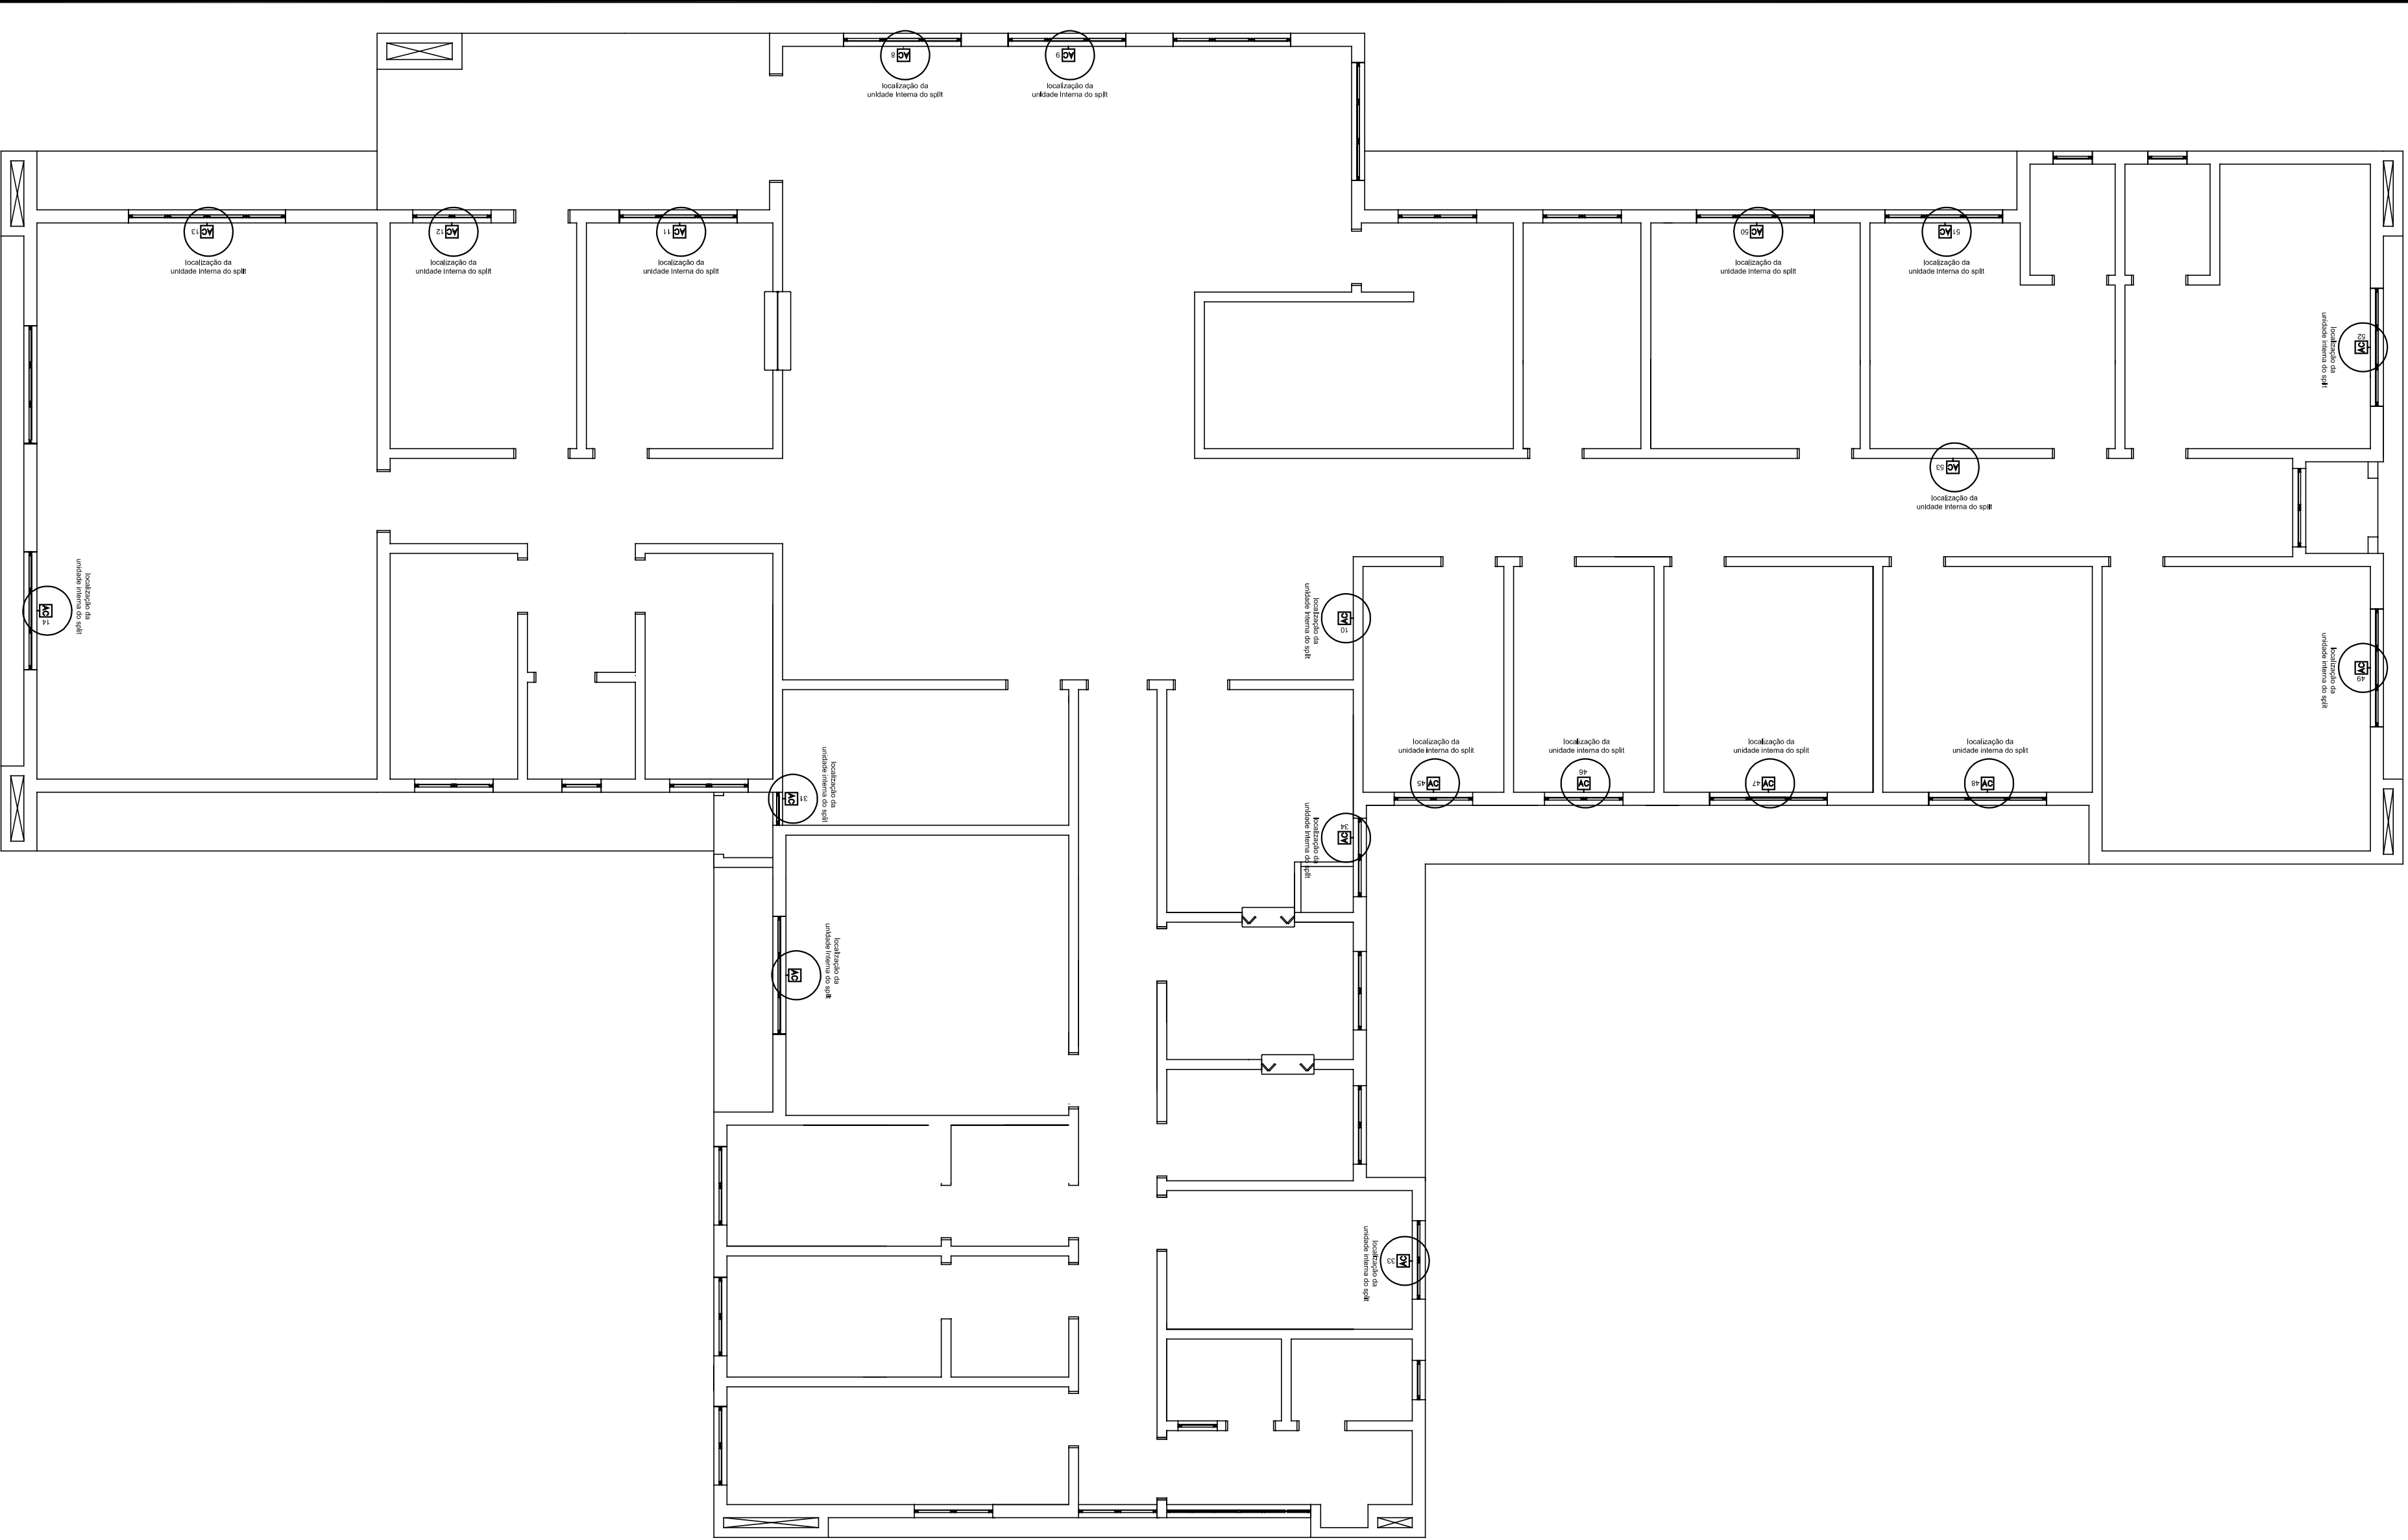 8 AC
localização da
unidade interna do split
9 AC
localização da
unidade interna do split
13 AC
localização da
unidade interna do split
12 AC
localização da
unidade interna do split
11 AC
localização da
unidade interna do split
50 AC
localização da
unidade interna do split
AC 51
localização da
unidade interna do split
52
AC
localização da
unidade interna do split
53 AC
localização da
unidade interna do split
AC
14
localização da
unidade interna do split
AC
10
localização da
unidade interna do split
AC
49
localização da
unidade interna do split
localização da
unidade interna do split
45 AC
localização da
unidade interna do split
46
AC
localização da
unidade interna do split
AC 47
localização da
unidade interna do split
48 AC
AC 31
localização da
unidade interna do split
34
AC
localização da
unidade interna do split
AC
localização da
unidade interna do split
33 AC
localização da
unidade interna do split